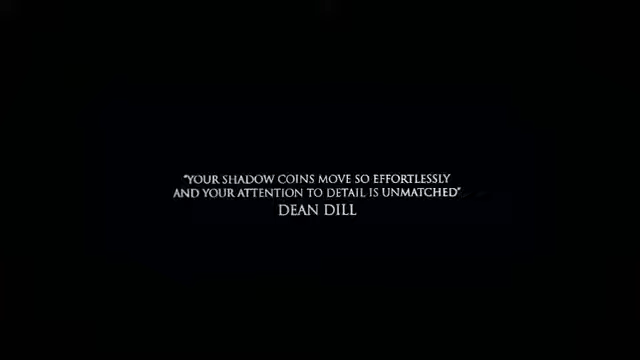 "YOUR SHADOW COINS MOVE SO EFFORTLESSLY
AND YOUR ATTENTION TO DETAIL IS UNMATCHED"
DEAN DILL